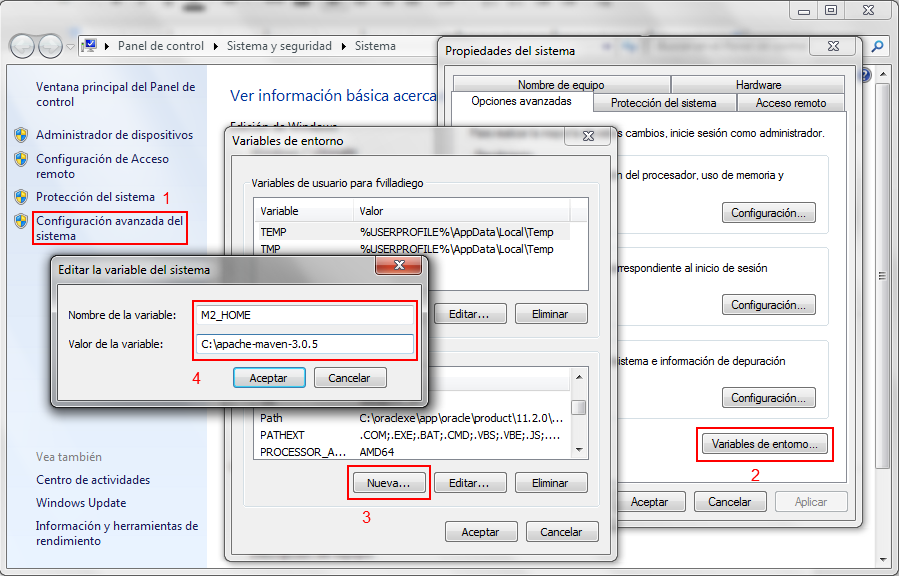 Panel de control
Sistema y seguridad
Sistema
Ventana principal del Panel de
control
Administrador de dispositivos
Configuración de Acceso
remoto
Protección del sistema
1
Configuración avanzada del
sistema
Vea también
Centro de actividades
Windows Update
Información y herramientas de
rendimiento
Ver información básica acerca
Edición de Windows
Propiedades del sistema
Nombre de equipo
Hardware
Opciones avanzadas
Protección del sistema
Acceso remoto
cambios, inicie sesión como administrador.
del procesador, uso de memoria y
Configuración...
al inicio de sesión
Configuración...
e información de depuración
Configuración...
Variables de entorno...
2
Aceptar
Cancelar
Aplicar
Variables de entorno
Variables de usuario para fvilladiego
Variable
Valor
TEMP
%USERPROFILE%\AppData\Local\Temp
TMP
%USERPROFILE%\AppData\Local\Temp
Editar...
Eliminar
Path
C:\oraclexe\app\oracle\product\11.2.0\...
PATHEXT
.COM;.EXE;.BAT;.CMD;.VBS;.VBE;.JS;....
PROCESSOR_A...
AMD64
Nueva...
Editar...
Eliminar
3
Aceptar
Cancelar
Editar la variable del sistema
Nombre de la variable:
M2_HOME
Valor de la variable:
C:\apache-maven-3.0.5
4
Aceptar
Cancelar